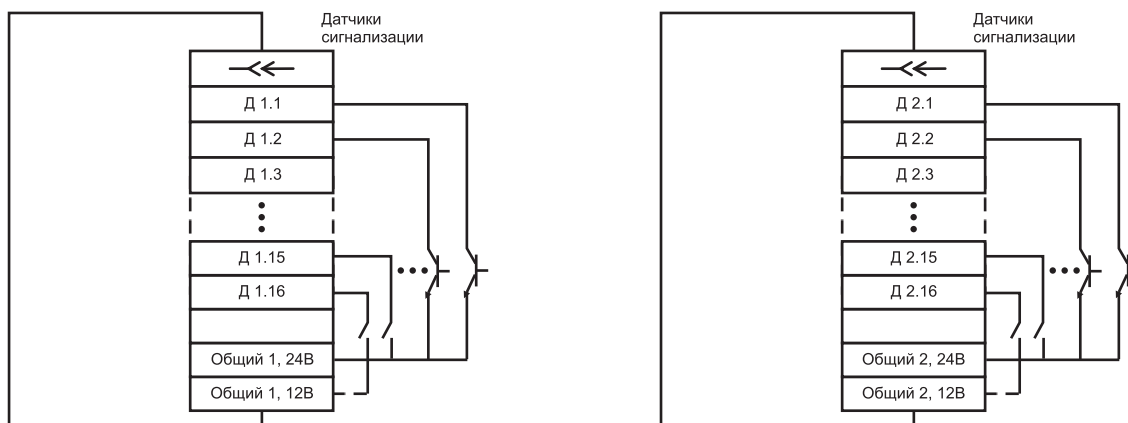 Датчики
сигнализации
Д 1.1
Д 1.2
Д 1.3
Д 1.15
Д 1.16
Общий 1, 24В
Общий 1, 12В
Датчики
сигнализации
Д 2.1
Д 2.2
Д 2.3
Д 2.15
Д 2.16
Общий 2, 24В
Общий 2, 12В